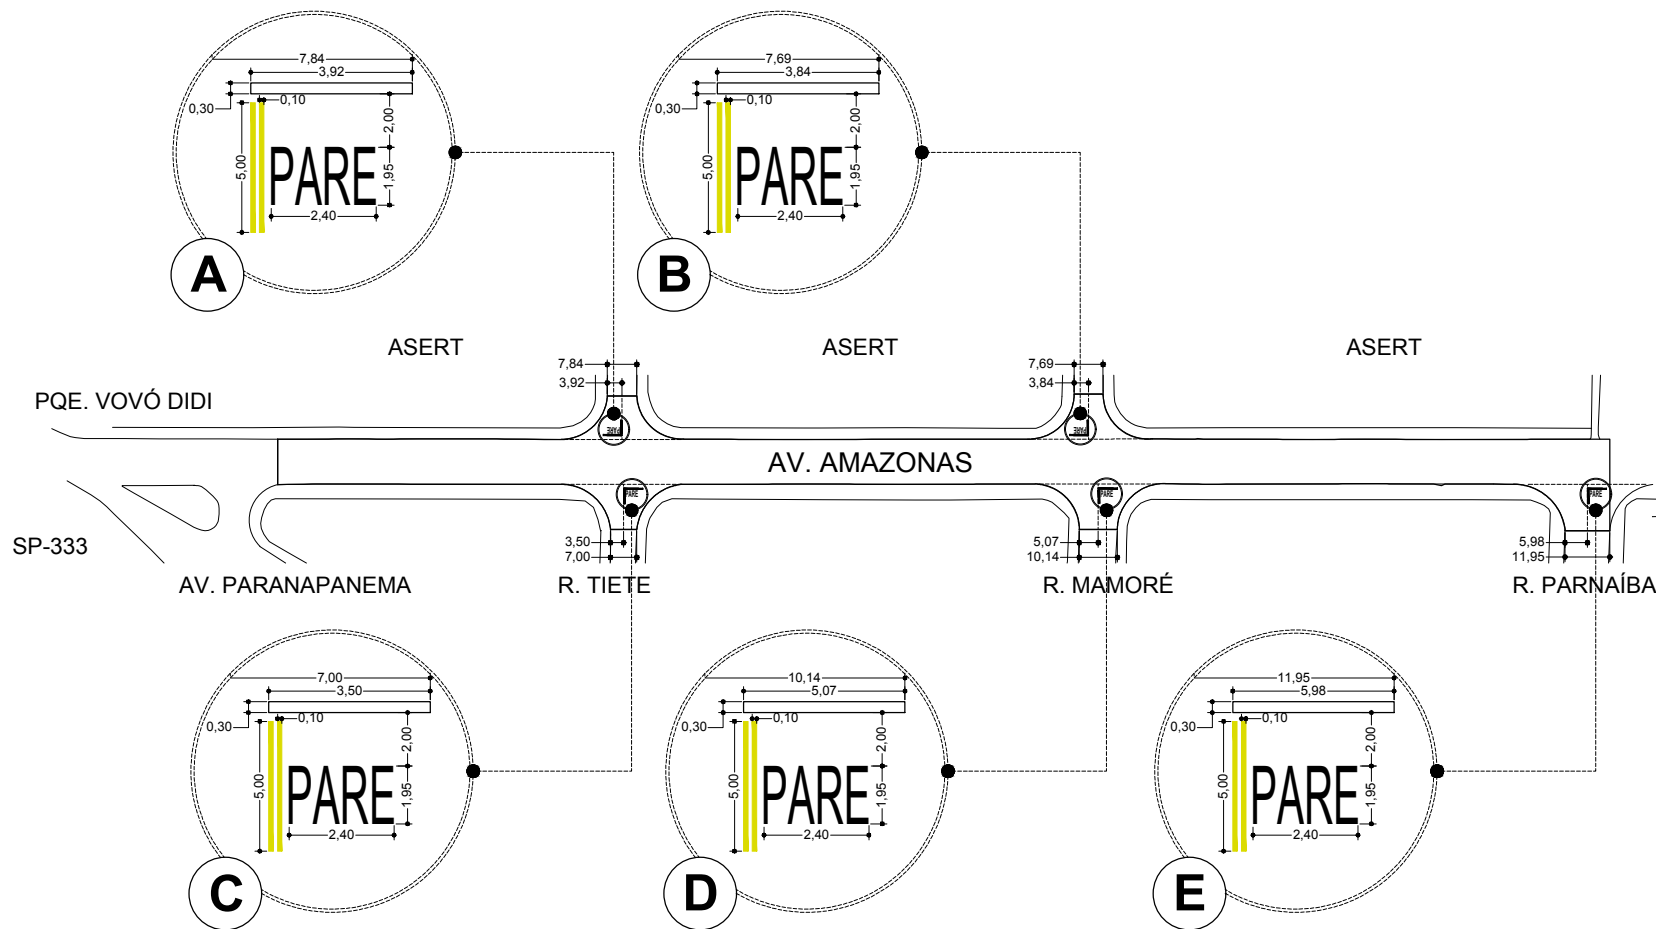 7,84
3,92
0,30
0,10
2,00
5,00
PARE
1,95
2,40
A
7,69
3,84
0,30
0,10
2,00
5,00
PARE
1,95
2,40
B
ASERT
ASERT
ASERT
7,84
3,92
7,69
3,84
PQE. VOVÓ DIDI
PARE
PARE
AV. AMAZONAS
PARE
PARE
PARE
SP-333
3,50
7,00
5,07
10,14
5,98
11,95
AV. PARANAPANEMA
R. TIETE
R. MAMORÉ
R. PARNAÍBA
7,00
3,50
0,30
0,10
2,00
5,00
PARE
1,95
2,40
C
10,14
5,07
0,30
0,10
2,00
5,00
PARE
1,95
2,40
D
11,95
5,98
0,30
0,10
2,00
5,00
PARE
1,95
2,40
E